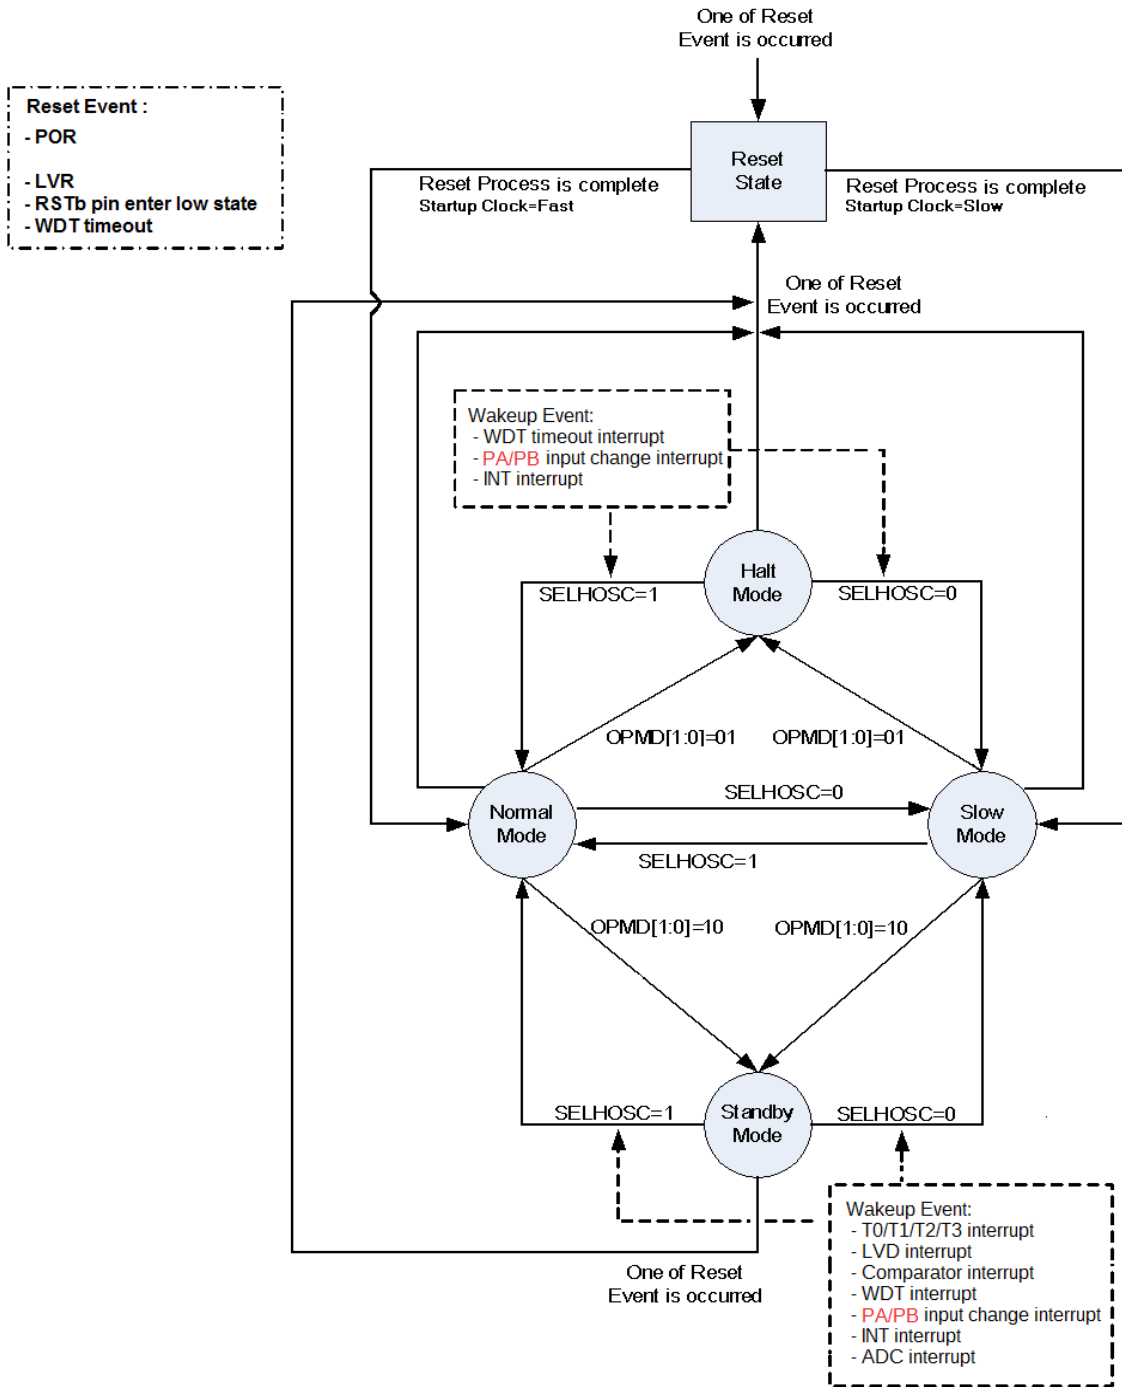 One of Reset
Event is occurred
Reset Event :
- POR
- LVR
- RSTb pin enter low state
- WDT timeout
Reset
State
Reset Process is complete
Startup Clock=Fast
Reset Process is complete
Startup Clock=Slow
One of Reset
Event is occurred
Wakeup Event:
- WDT timeout interrupt
- PA/PB input change interrupt
- INT interrupt
Halt
Mode
SELHOSC=1
SELHOSC=0
OPMD[1:0]=01
OPMD[1:0]=01
Normal
Mode
SELHOSC=0
Slow
Mode
SELHOSC=1
OPMD[1:0]=10
OPMD[1:0]=10
SELHOSC=1
Standby
Mode
SELHOSC=0
Wakeup Event:
- T0/T1/T2/T3 interrupt
- LVD interrupt
- Comparator interrupt
- WDT interrupt
- PA/PB input change interrupt
- INT interrupt
- ADC interrupt
One of Reset
Event is occurred